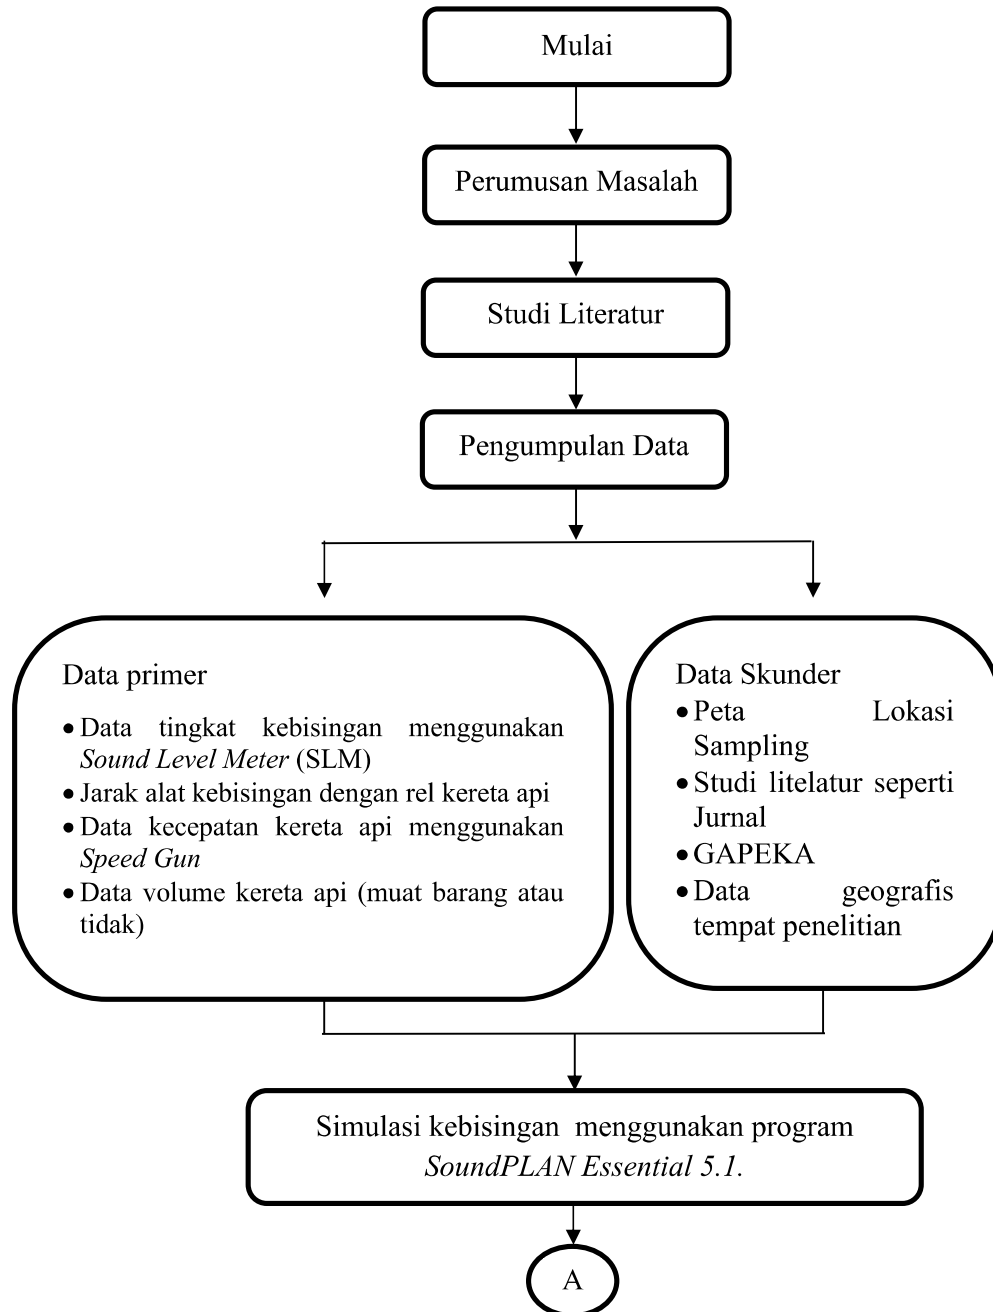 Mulai
Perumusan Masalah
Studi Literatur
Pengumpulan Data
Data primer
• Data tingkat kebisingan menggunakan
Sound Level Meter (SLM)
• Jarak alat kebisingan dengan rel kereta api
• Data kecepatan kereta api menggunakan
Speed Gun
• Data volume kereta api (muat barang atau
tidak)
Data Skunder
• Peta Lokasi
Sampling
• Studi litelatur seperti
Jurnal
• GAPEKA
• Data geografis
tempat penelitian
Simulasi kebisingan menggunakan program
SoundPLAN Essential 5.1.
A